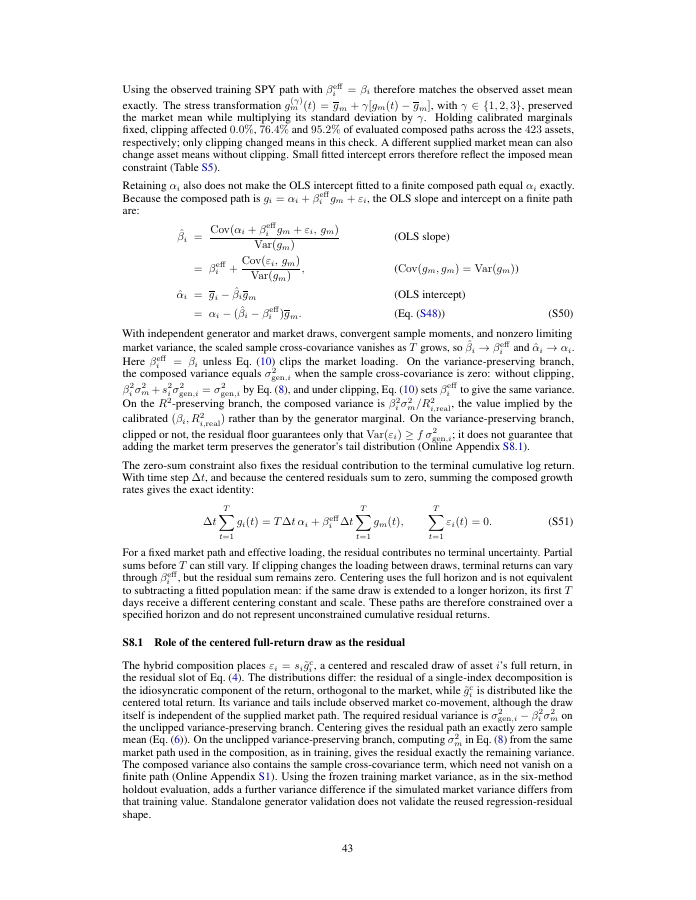 Using the observed training SPY path with β_i^eff = β_i therefore matches the observed asset mean
exactly. The stress transformation g_m^(γ)(t) = g̅_m + γ[g_m(t) − g̅_m], with γ ∈ {1, 2, 3}, preserved
the market mean while multiplying its standard deviation by γ. Holding calibrated marginals
fixed, clipping affected 0.0%, 76.4% and 95.2% of evaluated composed paths across the 423 assets,
respectively; only clipping changed means in this check. A different supplied market mean can also
change asset means without clipping. Small fitted intercept errors therefore reflect the imposed mean
constraint (Table S5).
Retaining α_i also does not make the OLS intercept fitted to a finite composed path equal α_i exactly.
Because the composed path is g_i = α_i + β_i^eff g_m + ε_i, the OLS slope and intercept on a finite path
are:
β̂_i = Cov(α_i + β_i^eff g_m + ε_i, g_m) / Var(g_m) (OLS slope)
= β_i^eff + Cov(ε_i, g_m) / Var(g_m), (Cov(g_m, g_m) = Var(g_m))
α̂_i = g̅_i − β̂_i g̅_m (OLS intercept)
= α_i − (β̂_i − β_i^eff) g̅_m. (Eq. (S48)) (S50)
With independent generator and market draws, convergent sample moments, and nonzero limiting
market variance, the scaled sample cross-covariance vanishes as T grows, so β̂_i → β_i^eff and α̂_i → α_i.
Here β_i^eff = β_i unless Eq. (10) clips the market loading. On the variance-preserving branch,
the composed variance equals σ²_gen,i when the sample cross-covariance is zero: without clipping,
β_i²σ_m² + s_i²σ²_gen,i = σ²_gen,i by Eq. (8), and under clipping, Eq. (10) sets β_i^eff to give the same variance.
On the R²-preserving branch, the composed variance is β_i²σ_m²/R²_i,real, the value implied by the
calibrated (β_i, R²_i,real) rather than by the generator marginal. On the variance-preserving branch,
clipped or not, the residual floor guarantees only that Var(ε_i) ≥ f σ²_gen,i; it does not guarantee that
adding the market term preserves the generator's tail distribution (Online Appendix S8.1).
The zero-sum constraint also fixes the residual contribution to the terminal cumulative log return.
With time step Δt, and because the centered residuals sum to zero, summing the composed growth
rates gives the exact identity:
Δt ∑_{t=1}^{T} g_i(t) = TΔt α_i + β_i^eff Δt ∑_{t=1}^{T} g_m(t), ∑_{t=1}^{T} ε_i(t) = 0. (S51)
For a fixed market path and effective loading, the residual contributes no terminal uncertainty. Partial
sums before T can still vary. If clipping changes the loading between draws, terminal returns can vary
through β_i^eff, but the residual sum remains zero. Centering uses the full horizon and is not equivalent
to subtracting a fitted population mean: if the same draw is extended to a longer horizon, its first T
days receive a different centering constant and scale. These paths are therefore constrained over a
specified horizon and do not represent unconstrained cumulative residual returns.
S8.1 Role of the centered full-return draw as the residual
The hybrid composition places ε_i = s_i g̃_i^c, a centered and rescaled draw of asset i's full return, in
the residual slot of Eq. (4). The distributions differ: the residual of a single-index decomposition is
the idiosyncratic component of the return, orthogonal to the market, while g̃_i^c is distributed like the
centered total return. Its variance and tails include observed market co-movement, although the draw
itself is independent of the supplied market path. The required residual variance is σ²_gen,i − β_i²σ_m² on
the unclipped variance-preserving branch. Centering gives the residual path an exactly zero sample
mean (Eq. (6)). On the unclipped variance-preserving branch, computing σ_m² in Eq. (8) from the same
market path used in the composition, as in training, gives the residual exactly the remaining variance.
The composed variance also contains the sample cross-covariance term, which need not vanish on a
finite path (Online Appendix S1). Using the frozen training market variance, as in the six-method
holdout evaluation, adds a further variance difference if the simulated market variance differs from
that training value. Standalone generator validation does not validate the reused regression-residual
shape.
43